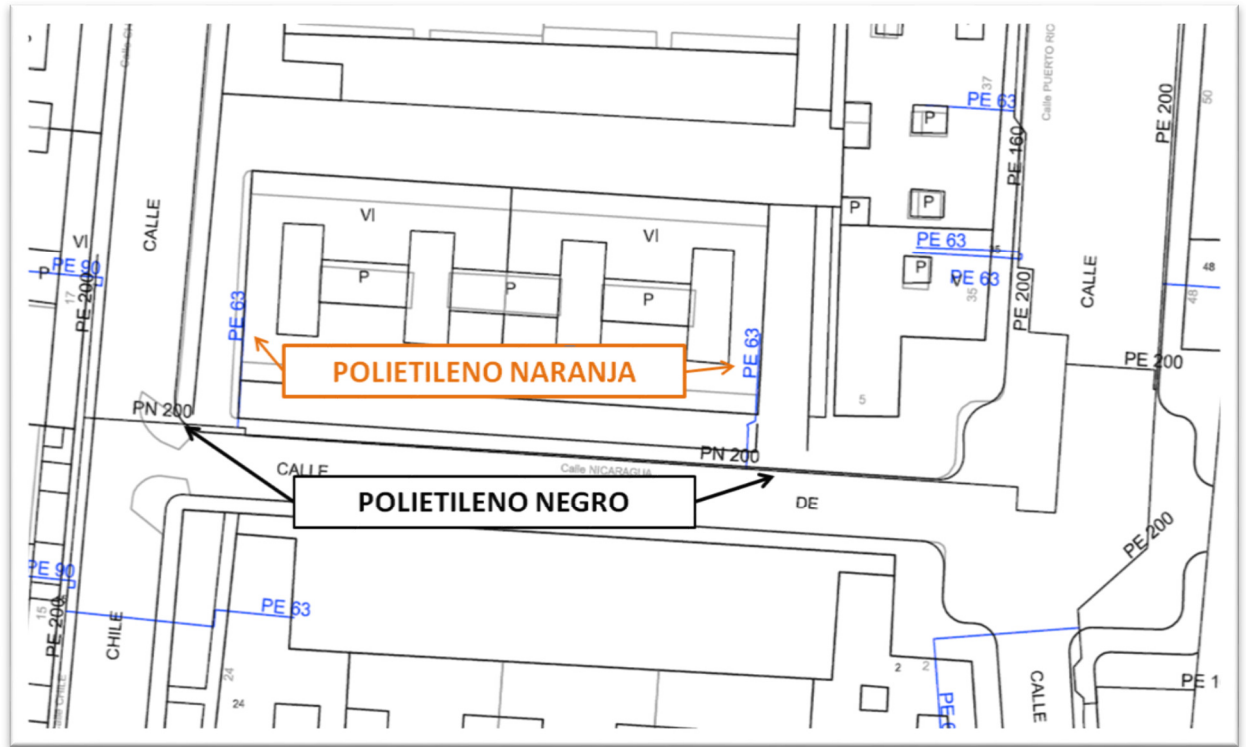 Calle PUERTO RIC
37
PE 63
PE 200
50
P
PE 160
VI
P
P
CALLE
VI
VI
PE 63
36
CALLE
48
P
PE 90
P
P
P
P
PE 63
48
17
PE 200
35
PE 200
PE 63
PE 63
POLIETILENO NARANJA
PE 200
5
PN 200
PN 200
CALLE
Calle NICARAGUA
POLIETILENO NEGRO
DE
PE 200
PE 90
PE 63
15
PE 200
CHILE
24
24
2
2
CALLE
PE 1